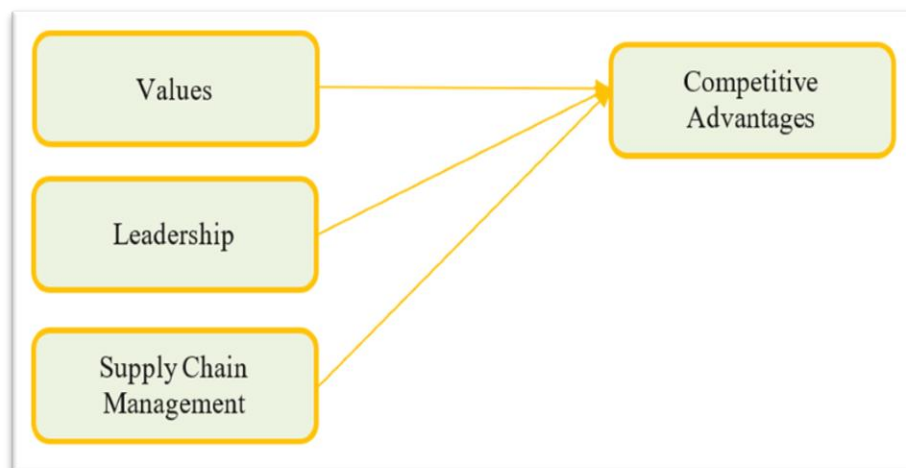 Values
Leadership
Supply Chain
Management
Competitive
Advantages